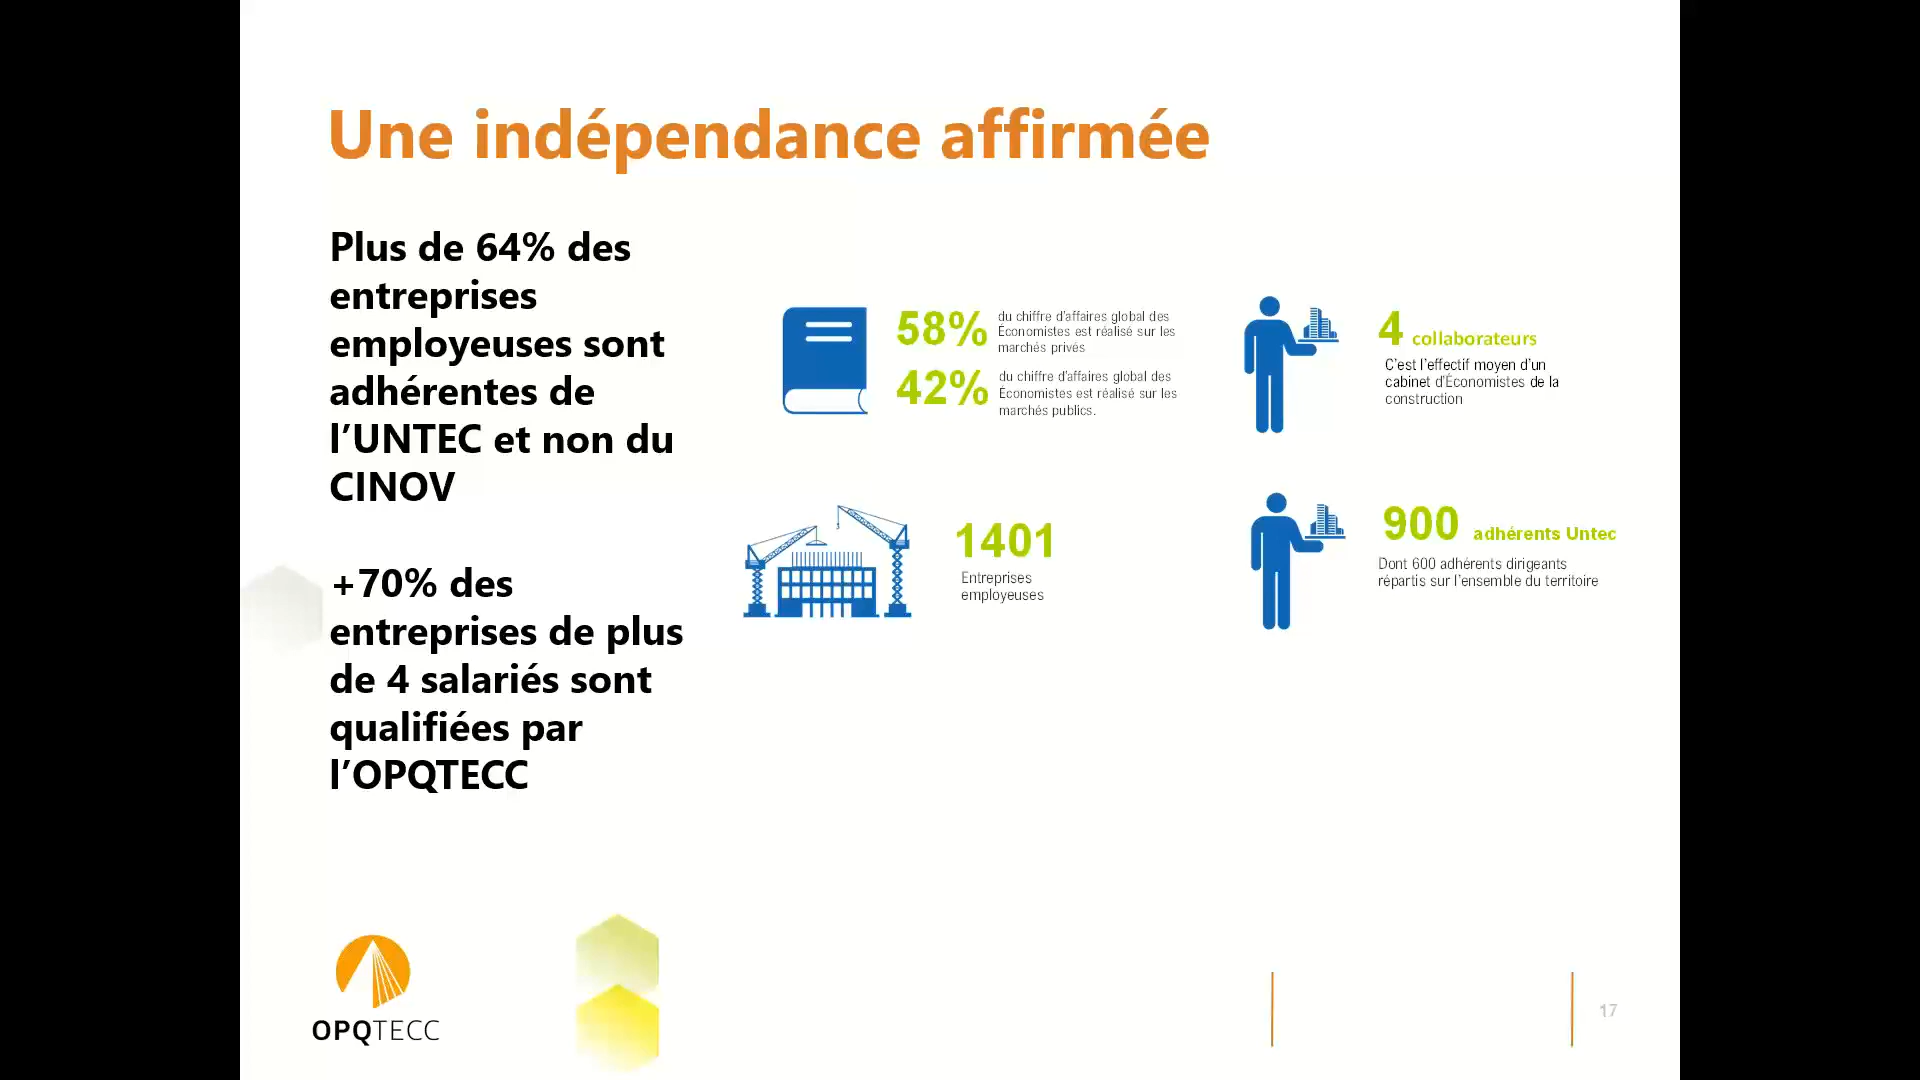 Une indépendance affirmée
Plus de 64% des
entreprises
employeuses sont
adhérentes de
l’UNTEC et non du
CINOV
+70% des
entreprises de plus
de 4 salariés sont
qualifiées par
l’OPQTECC
58%
du chiffre d’affaires global des
Économistes est réalisé sur les
marchés privés
42%
du chiffre d’affaires global des
Économistes est réalisé sur les
marchés publics.
4 collaborateurs
C’est l’effectif moyen d’un
cabinet d’Économistes de la
construction
1401
Entreprises
employeuses
900 adhérents Untec
Dont 600 adhérents dirigeants
répartis sur l’ensemble du territoire
OPQTECC
17